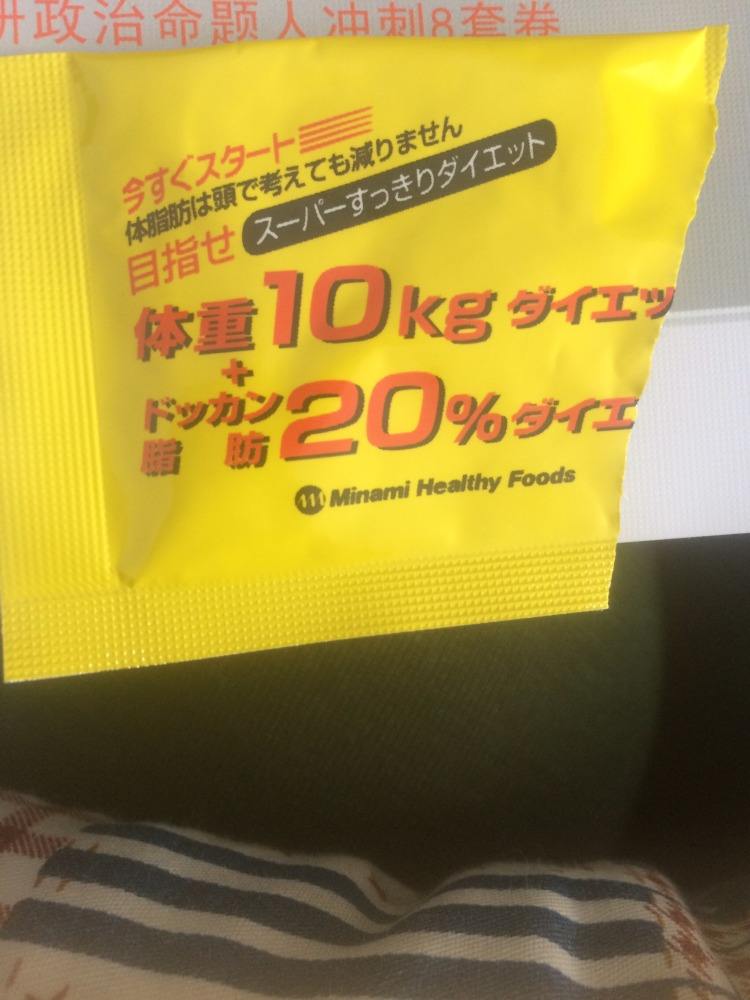 研政治命题人冲刺8套卷
今すぐスタート
体脂肪は頭で考えても減りません
目指せ スーパーすっきりダイエット
体重10kgダイエッ
+
ドッカン
脂肪20%ダイエ
Minami Healthy Foods